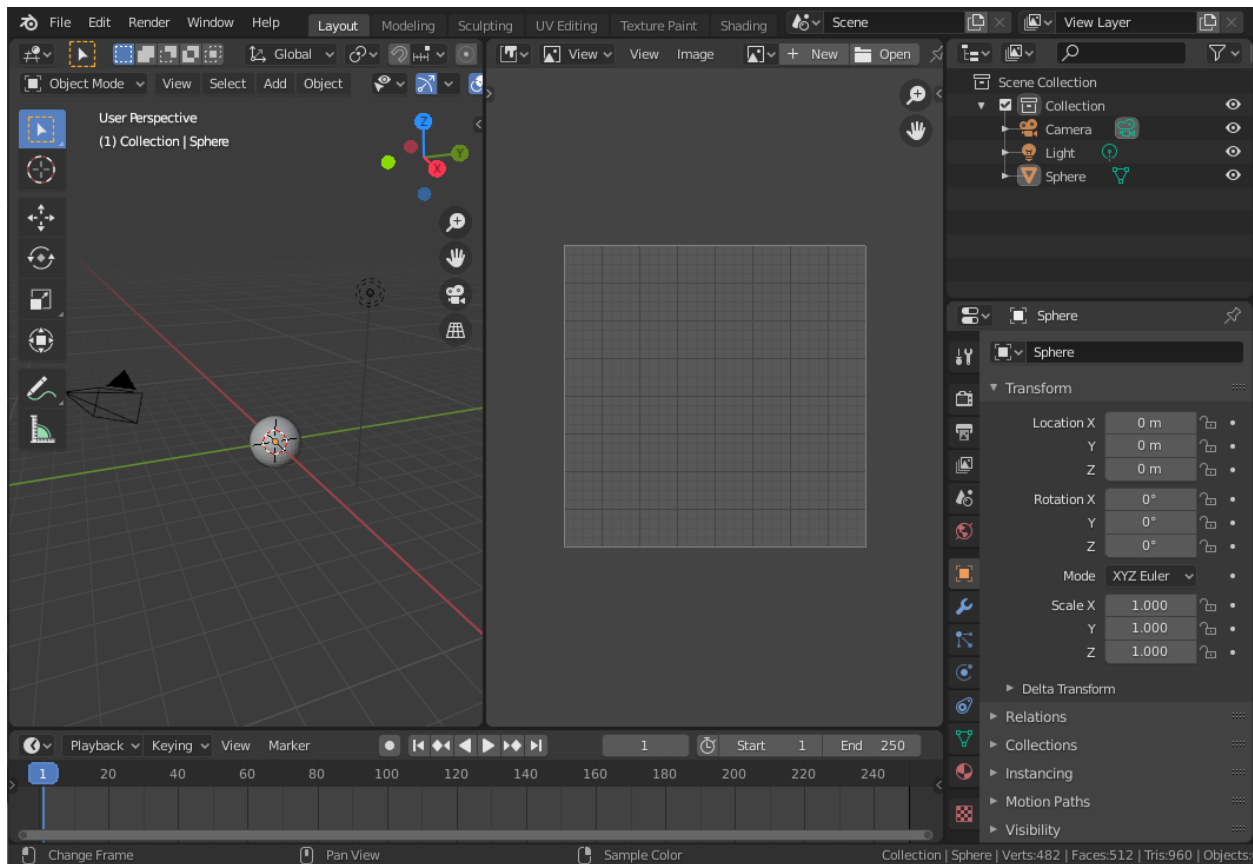 File Edit Render Window Help Layout Modeling Sculpting UV Editing Texture Paint Shading Scene View Layer
Global View View Image New Open
Object Mode View Select Add Object
User Perspective
(1) Collection | Sphere
Z
Y
X
Scene Collection
Collection
Camera
Light
Sphere
Sphere
Sphere
Transform
Location X 0 m
Y 0 m
Z 0 m
Rotation X 0°
Y 0°
Z 0°
Mode XYZ Euler
Scale X 1.000
Y 1.000
Z 1.000
Delta Transform
Relations
Collections
Instancing
Motion Paths
Visibility
Playback Keying View Marker 1 Start 1 End 250
1 20 40 60 80 100 120 140 160 180 200 220 240
Change Frame Pan View Sample Color Collection | Sphere | Verts:482 | Faces:512 | Tris:960 | Objects: